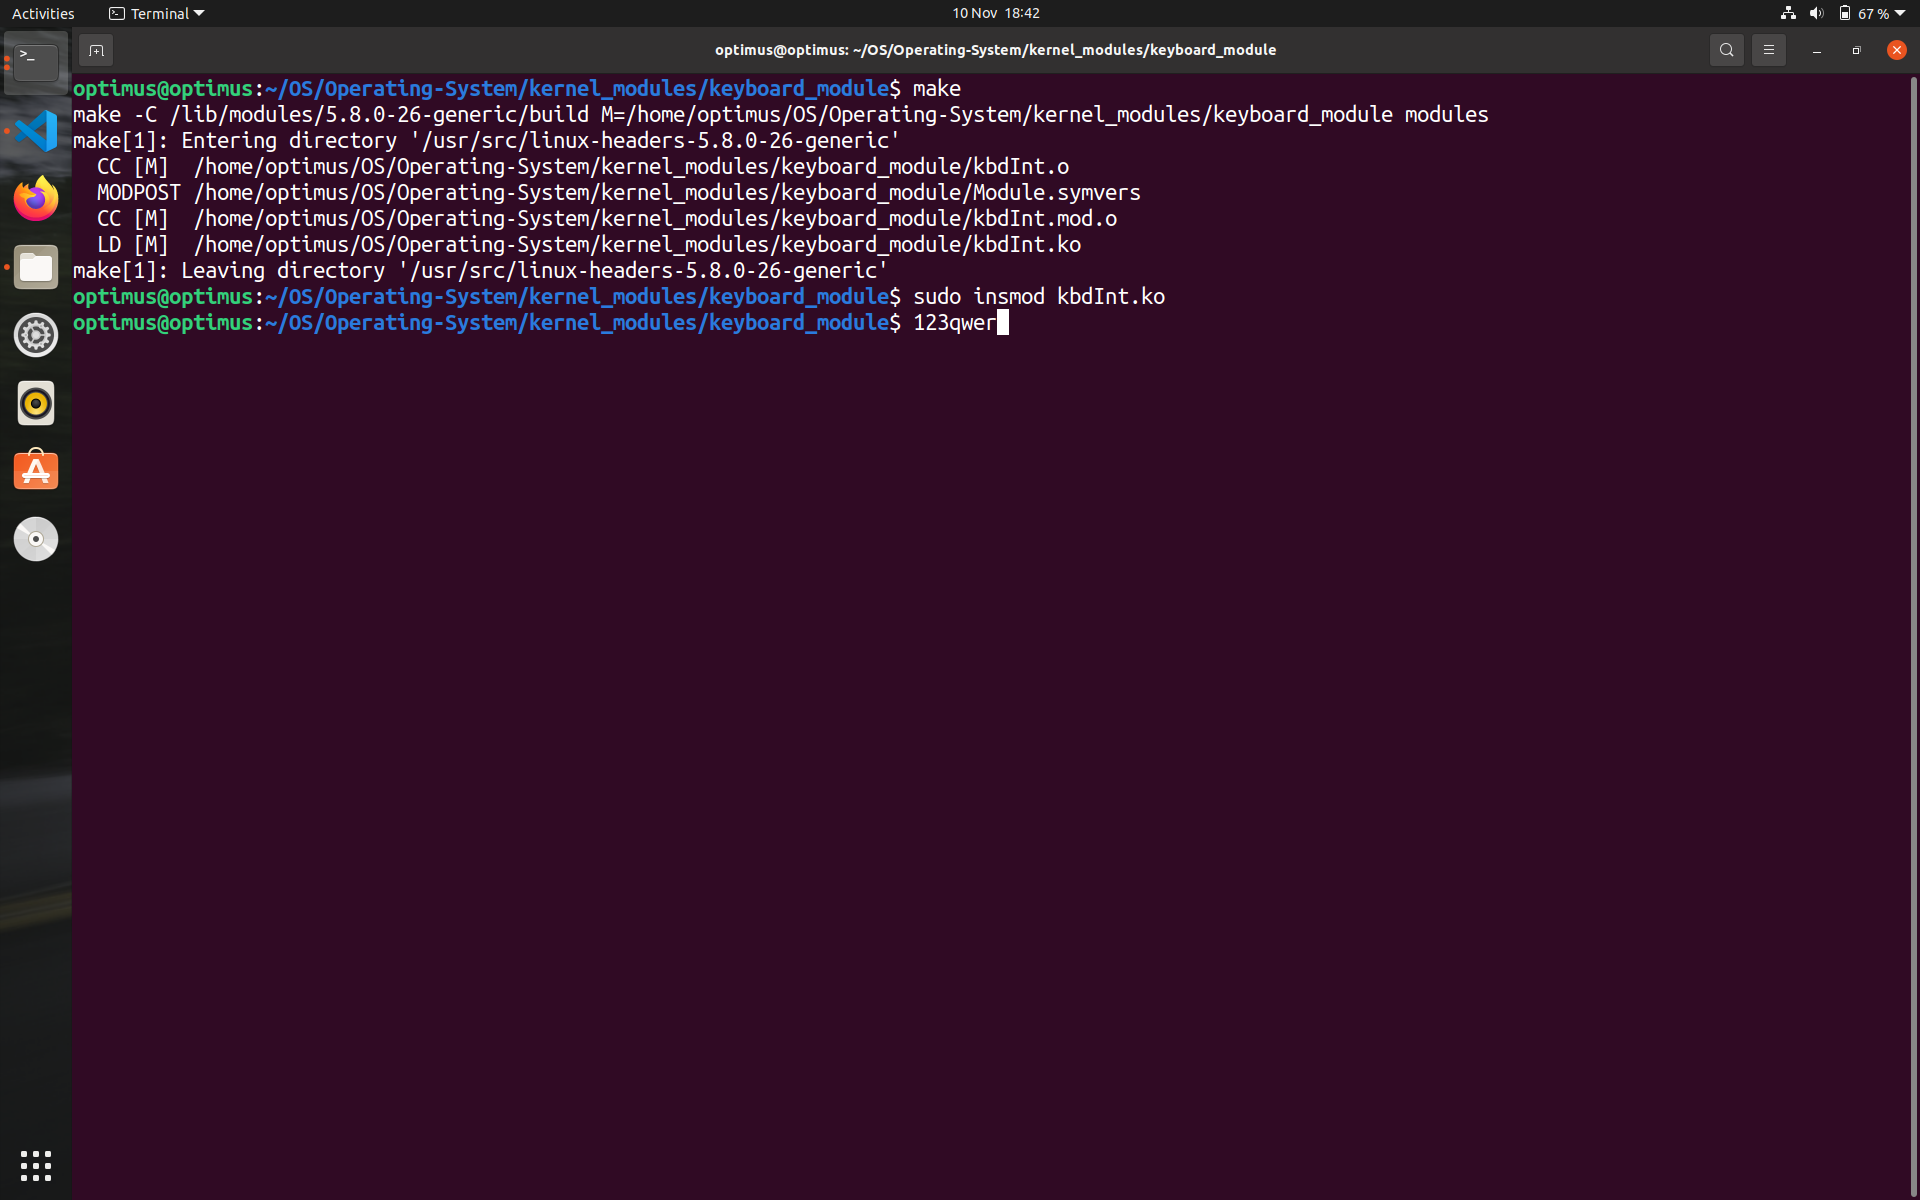 Activities
Terminal
10 Nov 18:42
67 %
optimus@optimus: ~/OS/Operating-System/kernel_modules/keyboard_module
optimus@optimus:~/OS/Operating-System/kernel_modules/keyboard_module$ make
make -C /lib/modules/5.8.0-26-generic/build M=/home/optimus/OS/Operating-System/kernel_modules/keyboard_module modules
make[1]: Entering directory '/usr/src/linux-headers-5.8.0-26-generic'
  CC [M]  /home/optimus/OS/Operating-System/kernel_modules/keyboard_module/kbdInt.o
  MODPOST /home/optimus/OS/Operating-System/kernel_modules/keyboard_module/Module.symvers
  CC [M]  /home/optimus/OS/Operating-System/kernel_modules/keyboard_module/kbdInt.mod.o
  LD [M]  /home/optimus/OS/Operating-System/kernel_modules/keyboard_module/kbdInt.ko
make[1]: Leaving directory '/usr/src/linux-headers-5.8.0-26-generic'
optimus@optimus:~/OS/Operating-System/kernel_modules/keyboard_module$ sudo insmod kbdInt.ko
optimus@optimus:~/OS/Operating-System/kernel_modules/keyboard_module$ 123qwer